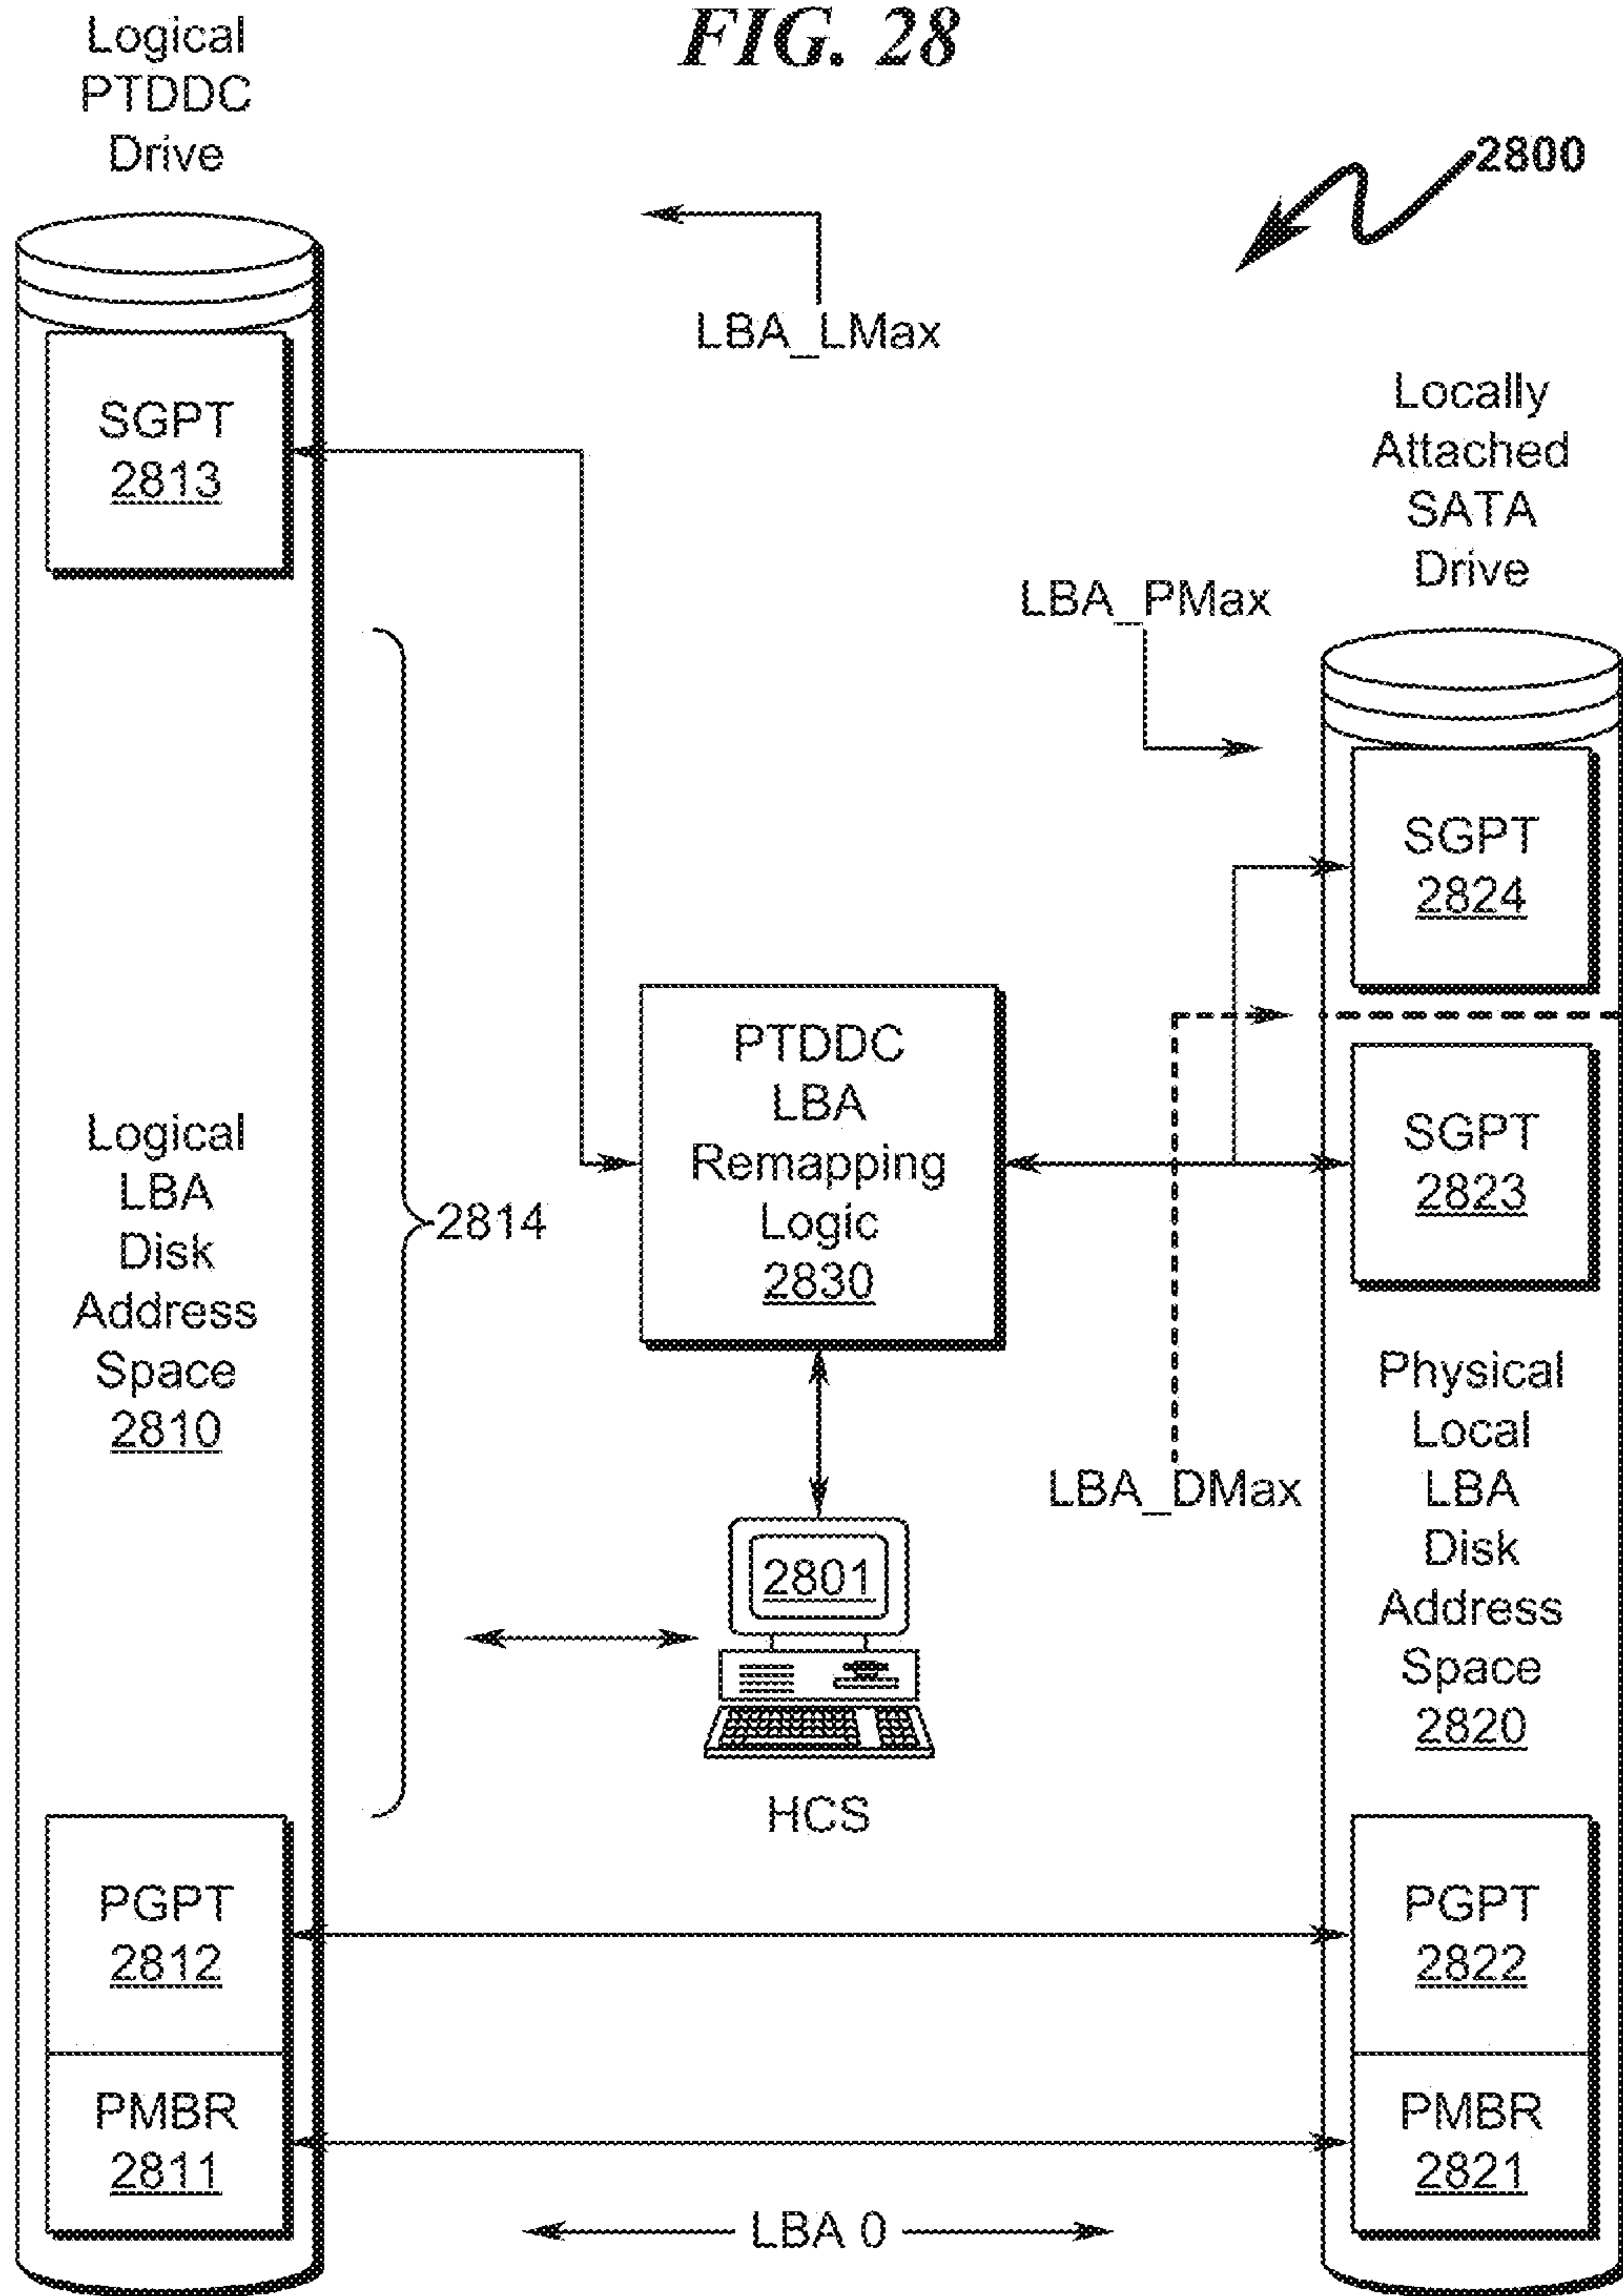 FIG. 28
Logical
PTDDC
Drive
2800
LBA_LMax
SGPT
2813
Locally
Attached
SATA
Drive
LBA_PMax
SGPT
2824
PTDDC
LBA
Remapping
Logic
2830
SGPT
2823
Logical
LBA
Disk
Address
Space
2810
2814
LBA_DMax
Physical
Local
LBA
Disk
Address
Space
2820
2801
HCS
PGPT
2812
PGPT
2822
PMBR
2811
PMBR
2821
LBA 0